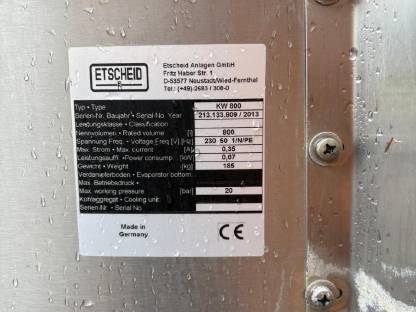 ETSCHEID
Etscheid Anlagen GmbH
Fritz Haber Str. 1
D-53577 Neustadt/Wied-Fernthal
Tel.: (+49)-2683 / 308-0
Typ • Type KW 800
Serien-Nr. Baujahr • Serial No. Year 213.133.809 / 2013
Leistungsklasse • Classification
Nennvolumen • Rated volume [l] 800
Spannung Freq. • Voltage Freq [V] [Hz] 230 50 1/N/PE
Max. Strom • Max. current [A] 0,35
Leistungsaufn. • Power consump. [kW] 0,07
Gewicht • Weight [kg] 185
Verdampferboden • Evaporator bottom
Max. Betriebsdruck •
Max. working pressure [bar] 20
Kühlaggregat • Cooling unit
Serien-Nr. • Serial No.
Made in
Germany
CE